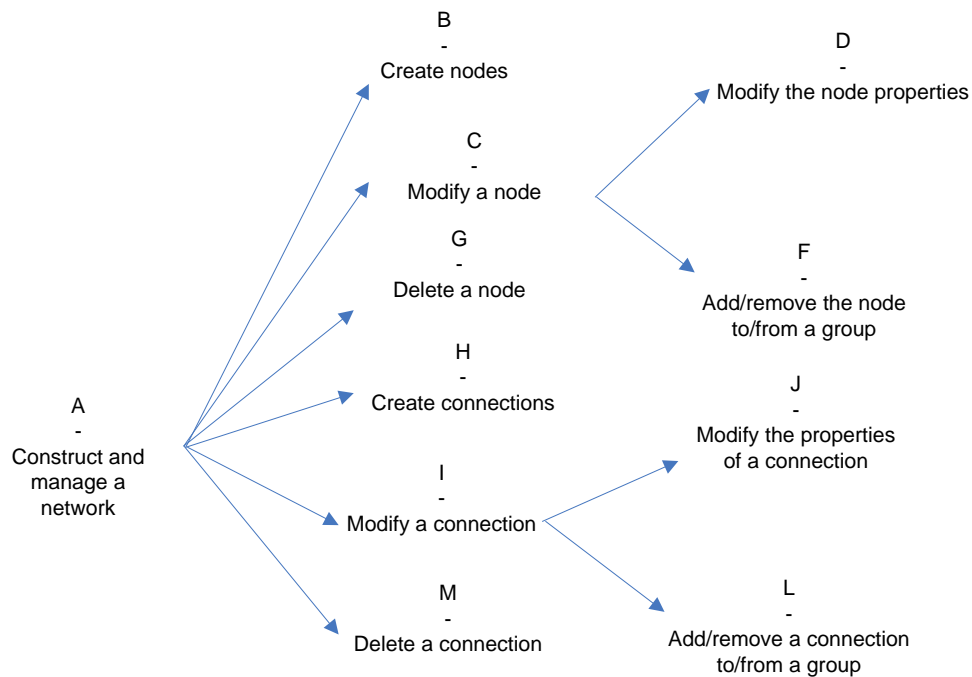 A
-
Construct and
manage a
network
B
-
Create nodes
C
-
Modify a node
D
-
Modify the node properties
F
-
Add/remove the node
to/from a group
G
-
Delete a node
H
-
Create connections
I
-
Modify a connection
J
-
Modify the properties
of a connection
L
-
Add/remove a connection
to/from a group
M
-
Delete a connection